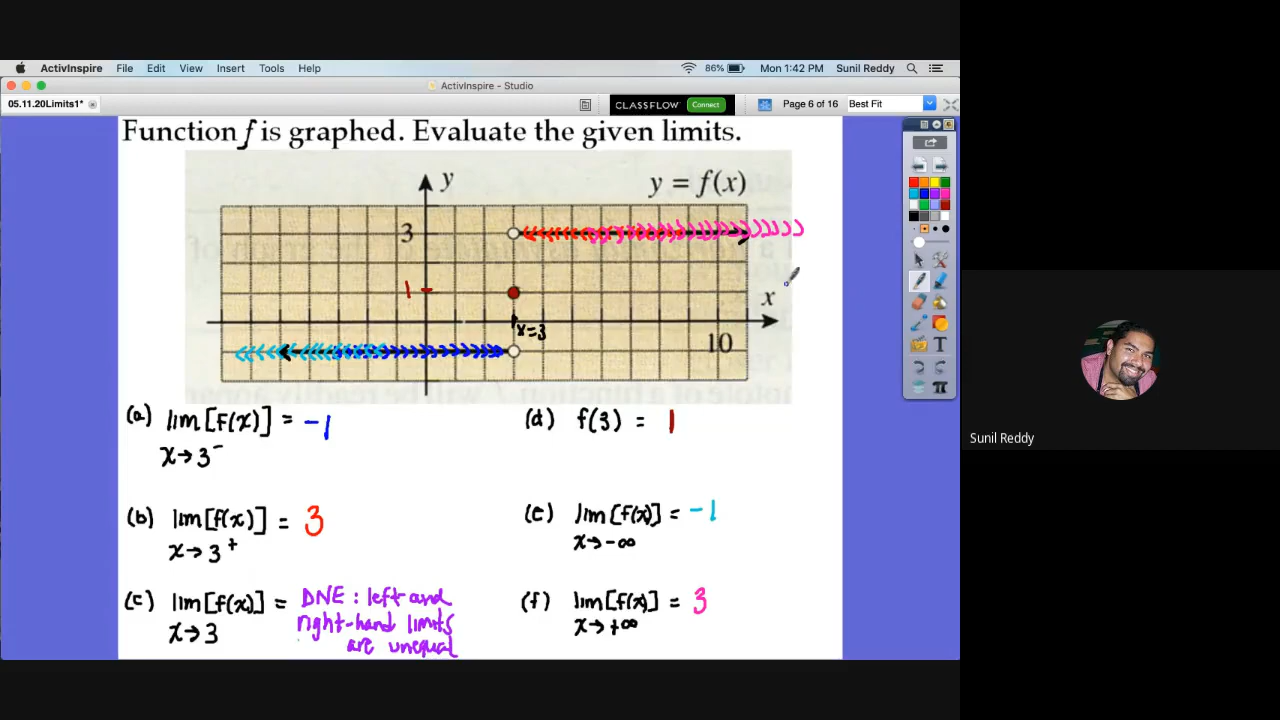 ActivInspire File Edit View Insert Tools Help 86% Mon 1:42 PM Sunil Reddy
ActivInspire - Studio
05.11.20Limits1* CLASSFLOW Connect Page 6 of 16 Best Fit
Function f is graphed. Evaluate the given limits.
y y = f(x)
3
1
x
x=3
10
(a) lim [f(x)] = -1
x→3⁻
(b) lim [f(x)] = 3
x→3⁺
(c) lim [f(x)] = DNE: left-and
x→3 right-hand limits
are unequal
(d) f(3) = 1
(e) lim [f(x)] = -1
x→-∞
(f) lim [f(x)] = 3
x→+∞
T
π
Sunil Reddy